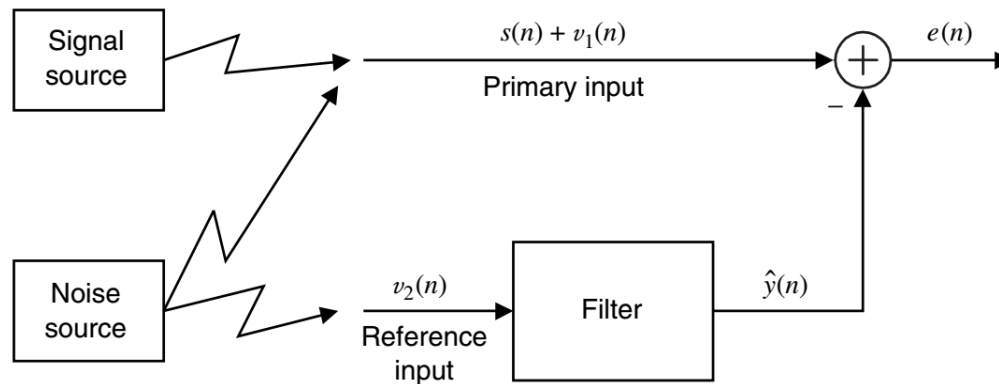 Signal
source
s(n) + v₁(n)
Primary input
+
e(n)
−
Noise
source
v₂(n)
Reference
input
Filter
ŷ(n)